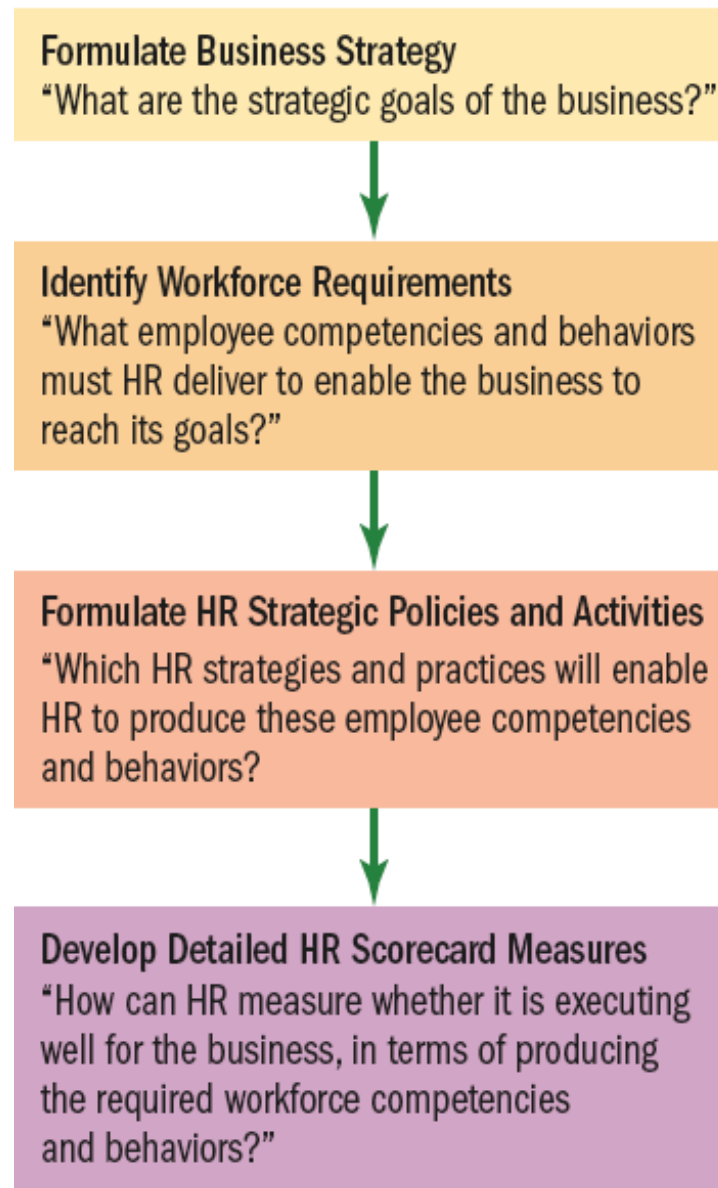 Formulate Business Strategy
“What are the strategic goals of the business?”
Identify Workforce Requirements
“What employee competencies and behaviors
must HR deliver to enable the business to
reach its goals?”
Formulate HR Strategic Policies and Activities
“Which HR strategies and practices will enable
HR to produce these employee competencies
and behaviors?
Develop Detailed HR Scorecard Measures
“How can HR measure whether it is executing
well for the business, in terms of producing
the required workforce competencies
and behaviors?”